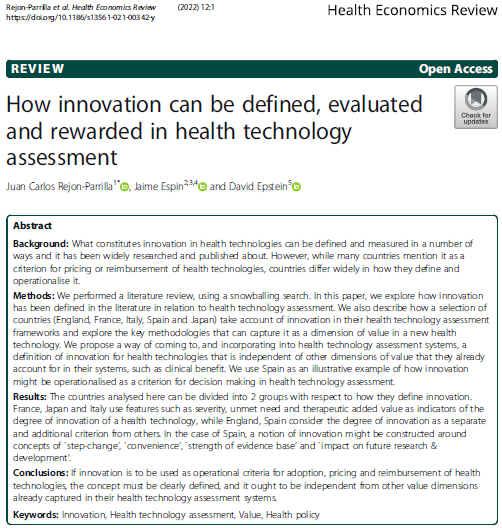 Rejon-Parrilla et al. Health Economics Review (2022) 12:1
https://doi.org/10.1186/s13561-021-00342-y
Health Economics Review
REVIEW Open Access
How innovation can be defined, evaluated
and rewarded in health technology
assessment
Check for
updates
Juan Carlos Rejon-Parrilla1*, Jaime Espin2,3,4 and David Epstein5
Abstract
Background: What constitutes innovation in health technologies can be defined and measured in a number of
ways and it has been widely researched and published about. However, while many countries mention it as a
criterion for pricing or reimbursement of health technologies, countries differ widely in how they define and
operationalise it.
Methods: We performed a literature review, using a snowballing search. In this paper, we explore how innovation
has been defined in the literature in relation to health technology assessment. We also describe how a selection of
countries (England, France, Italy, Spain and Japan) take account of innovation in their health technology assessment
frameworks and explore the key methodologies that can capture it as a dimension of value in a new health
technology. We propose a way of coming to, and incorporating into health technology assessment systems, a
definition of innovation for health technologies that is independent of other dimensions of value that they already
account for in their systems, such as clinical benefit. We use Spain as an illustrative example of how innovation
might be operationalised as a criterion for decision making in health technology assessment.
Results: The countries analysed here can be divided into 2 groups with respect to how they define innovation.
France, Japan and Italy use features such as severity, unmet need and therapeutic added value as indicators of the
degree of innovation of a health technology, while England, Spain consider the degree of innovation as a separate
and additional criterion from others. In the case of Spain, a notion of innovation might be constructed around
concepts of `step-change', `convenience', `strength of evidence base' and `impact on future research &
development'.
Conclusions: If innovation is to be used as operational criteria for adoption, pricing and reimbursement of health
technologies, the concept must be clearly defined, and it ought to be independent from other value dimensions
already captured in their health technology assessment systems.
Keywords: Innovation, Health technology assessment, Value, Health policy